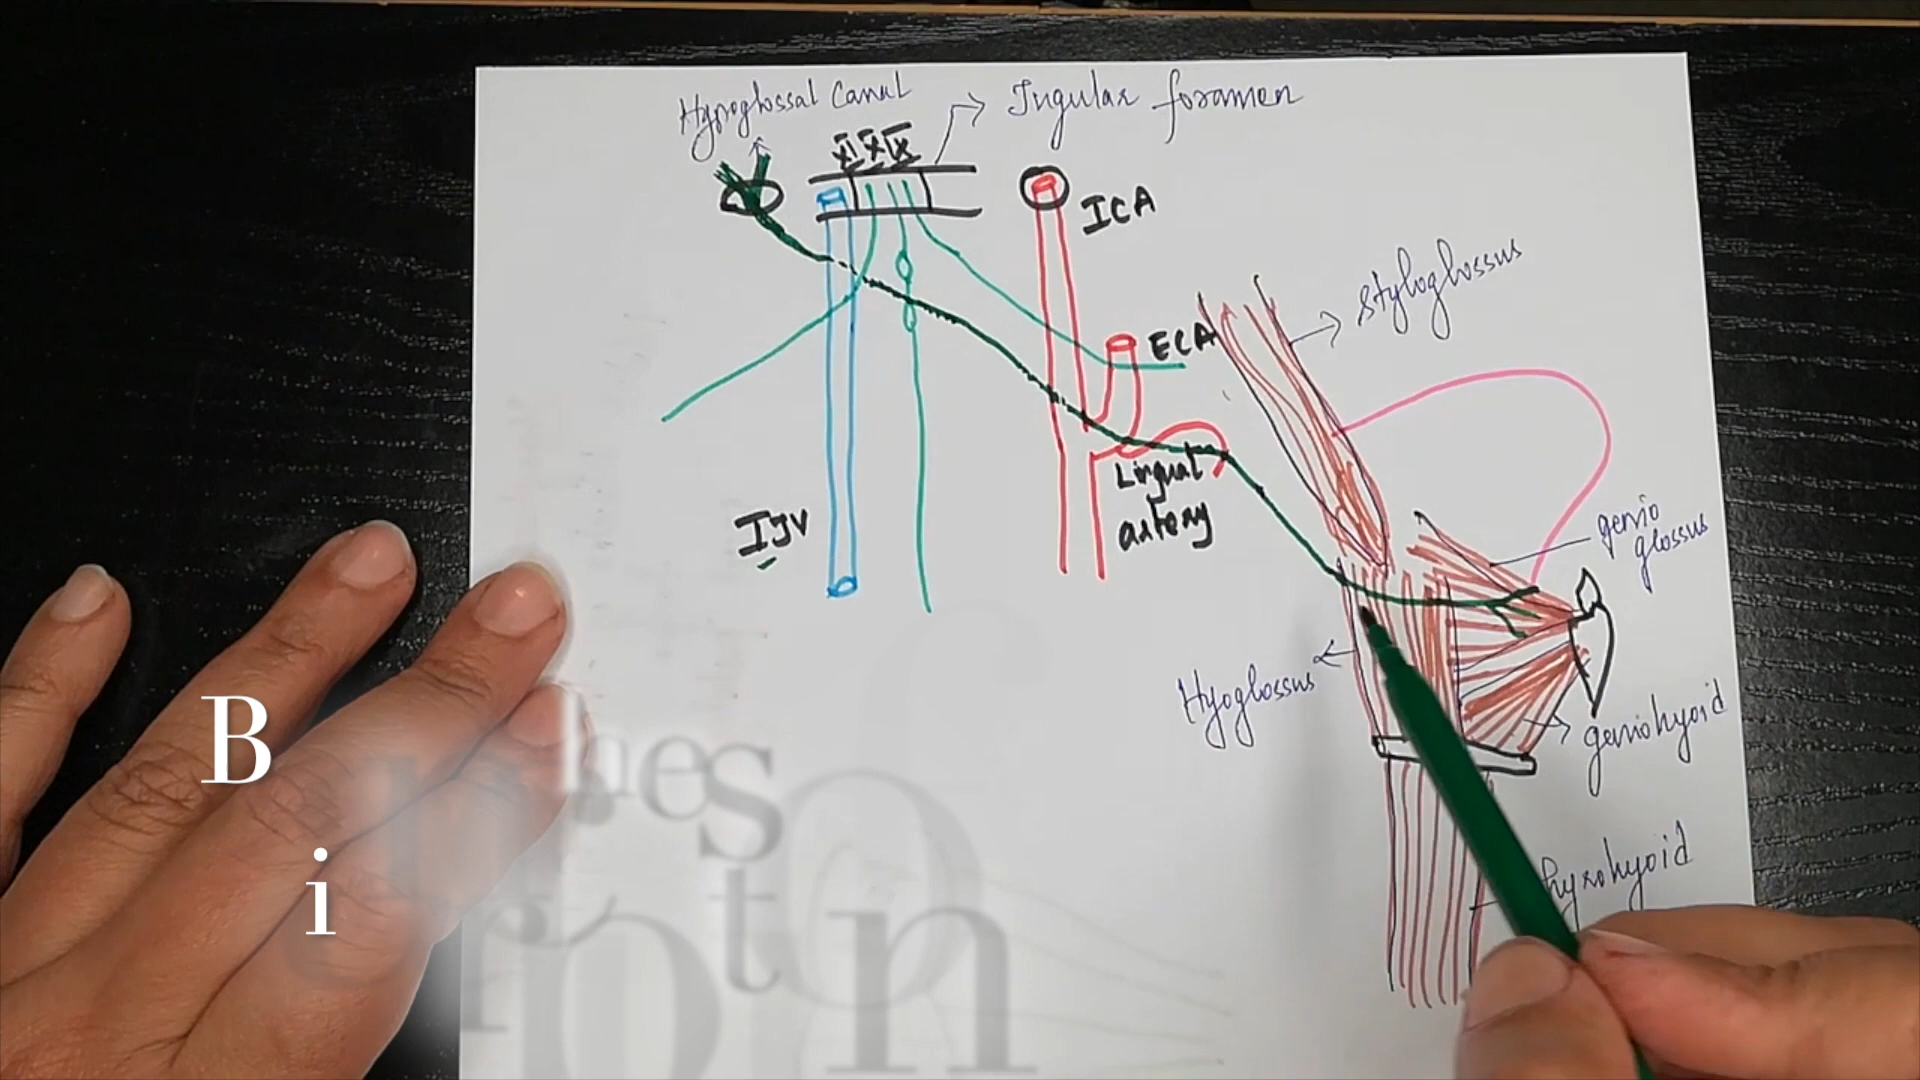 Hypoglossal Canal
Jugular foramen
XI X IX
ICA
Styloglossus
ECA
Lingual
artery
IJV
genio
glossus
Hyoglossus
geniohyoid
hyrohyoid
B
i